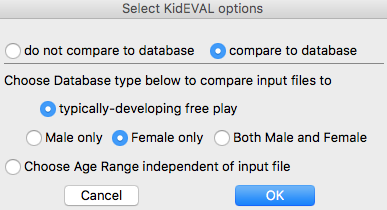 Select KidEVAL options
do not compare to database compare to database
Choose Database type below to compare input files to
typically-developing free play
Male only Female only Both Male and Female
Choose Age Range independent of input file
Cancel OK